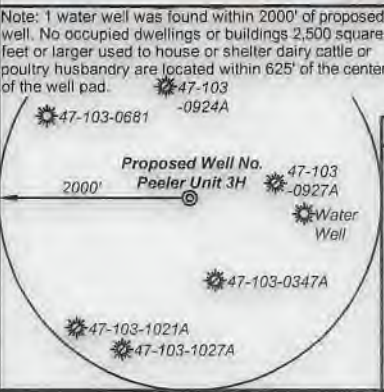 Note: 1 water well was found within 2000' of proposed
well. No occupied dwellings or buildings 2,500 square
feet or larger used to house or shelter dairy cattle or
poultry husbandry are located within 625' of the center
of the well pad.
47-103
-0924A
47-103-0681
Proposed Well No.
Peeler Unit 3H
47-103
-0927A
2000'
Water
Well
47-103-0347A
47-103-1021A
47-103-1027A